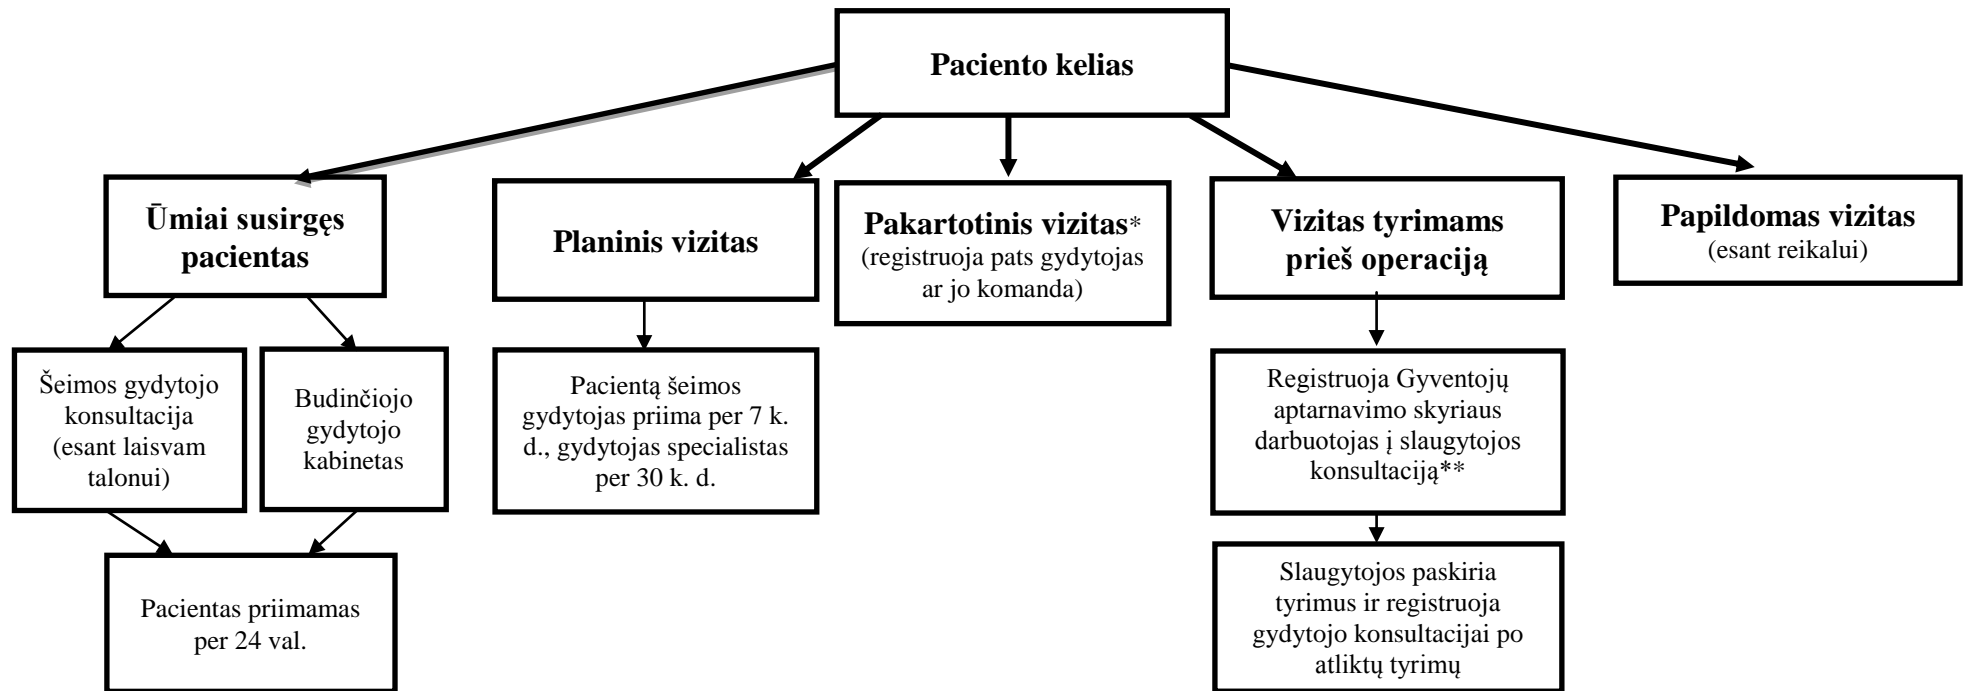 Paciento kelias
Ūmiai susirgęs
pacientas
Planinis vizitas
Pakartotinis vizitas*
(registruoja pats gydytojas
ar jo komanda)
Vizitas tyrimams
prieš operaciją
Papildomas vizitas
(esant reikalui)
Šeimos gydytojo
konsultacija
(esant laisvam
talonui)
Budinčiojo
gydytojo
kabinetas
Pacientą šeimos
gydytojas priima per 7 k.
d., gydytojas specialistas
per 30 k. d.
Registruoja Gyventojų
aptarnavimo skyriaus
darbuotojas į slaugytojos
konsultaciją**
Pacientas priimamas
per 24 val.
Slaugytojos paskiria
tyrimus ir registruoja
gydytojo konsultacijai po
atliktų tyrimų